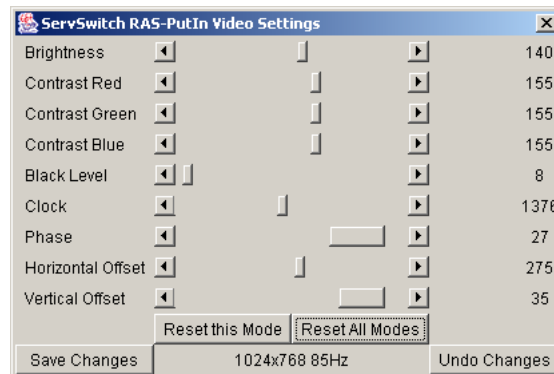 ServSwitch RAS-PutIn Video Settings
Brightness 140
Contrast Red 155
Contrast Green 155
Contrast Blue 155
Black Level 8
Clock 1376
Phase 27
Horizontal Offset 275
Vertical Offset 35
Reset this Mode Reset All Modes
Save Changes 1024x768 85Hz Undo Changes